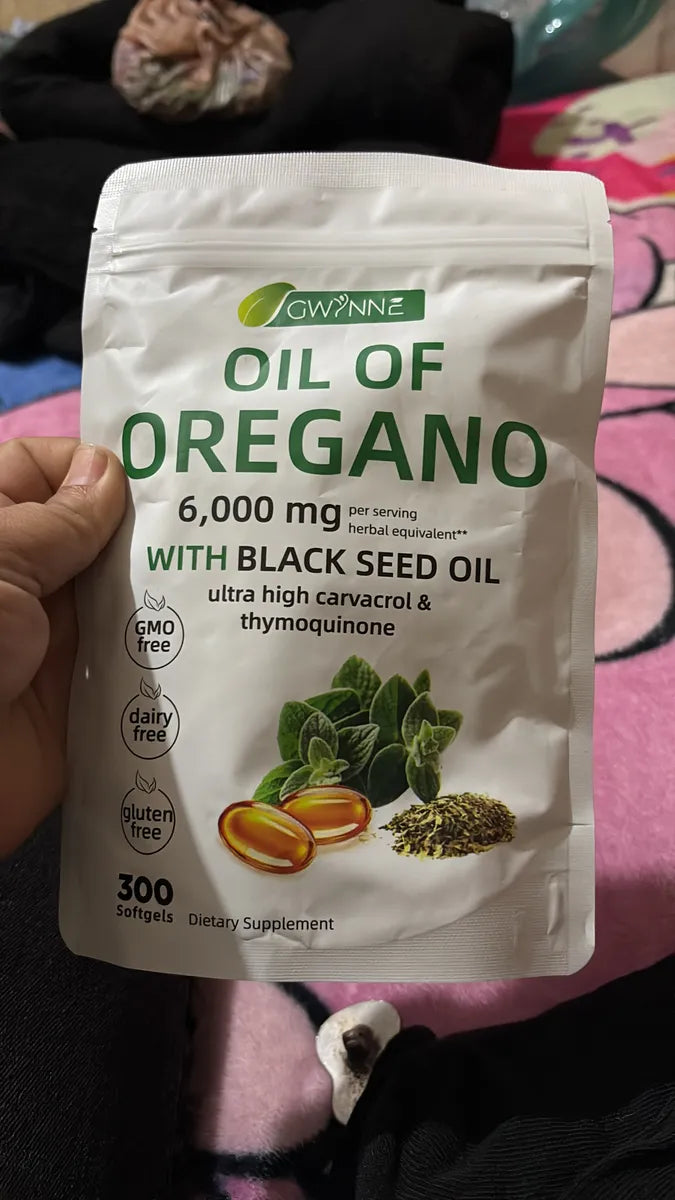 GWYNNE
OIL OF
OREGANO
6,000 mg per serving
herbal equivalent**
WITH BLACK SEED OIL
ultra high carvacrol &
thymoquinone
GMO
free
dairy
free
gluten
free
300
Softgels Dietary Supplement